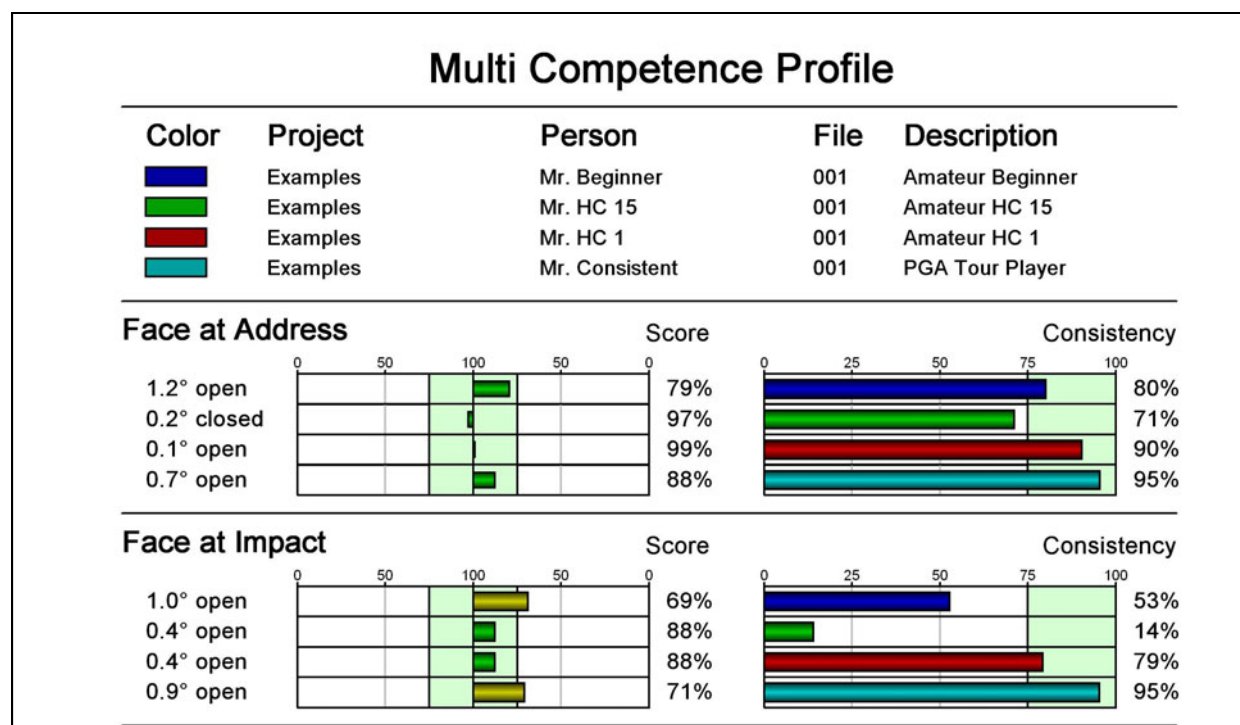 Multi Competence Profile
Color Project Person File Description
Examples Mr. Beginner 001 Amateur Beginner
Examples Mr. HC 15 001 Amateur HC 15
Examples Mr. HC 1 001 Amateur HC 1
Examples Mr. Consistent 001 PGA Tour Player
Face at Address Score Consistency
0 50 100 50 0 0 25 50 75 100
1.2° open 79% 80%
0.2° closed 97% 71%
0.1° open 99% 90%
0.7° open 88% 95%
Face at Impact Score Consistency
0 50 100 50 0 0 25 50 75 100
1.0° open 69% 53%
0.4° open 88% 14%
0.4° open 88% 79%
0.9° open 71% 95%